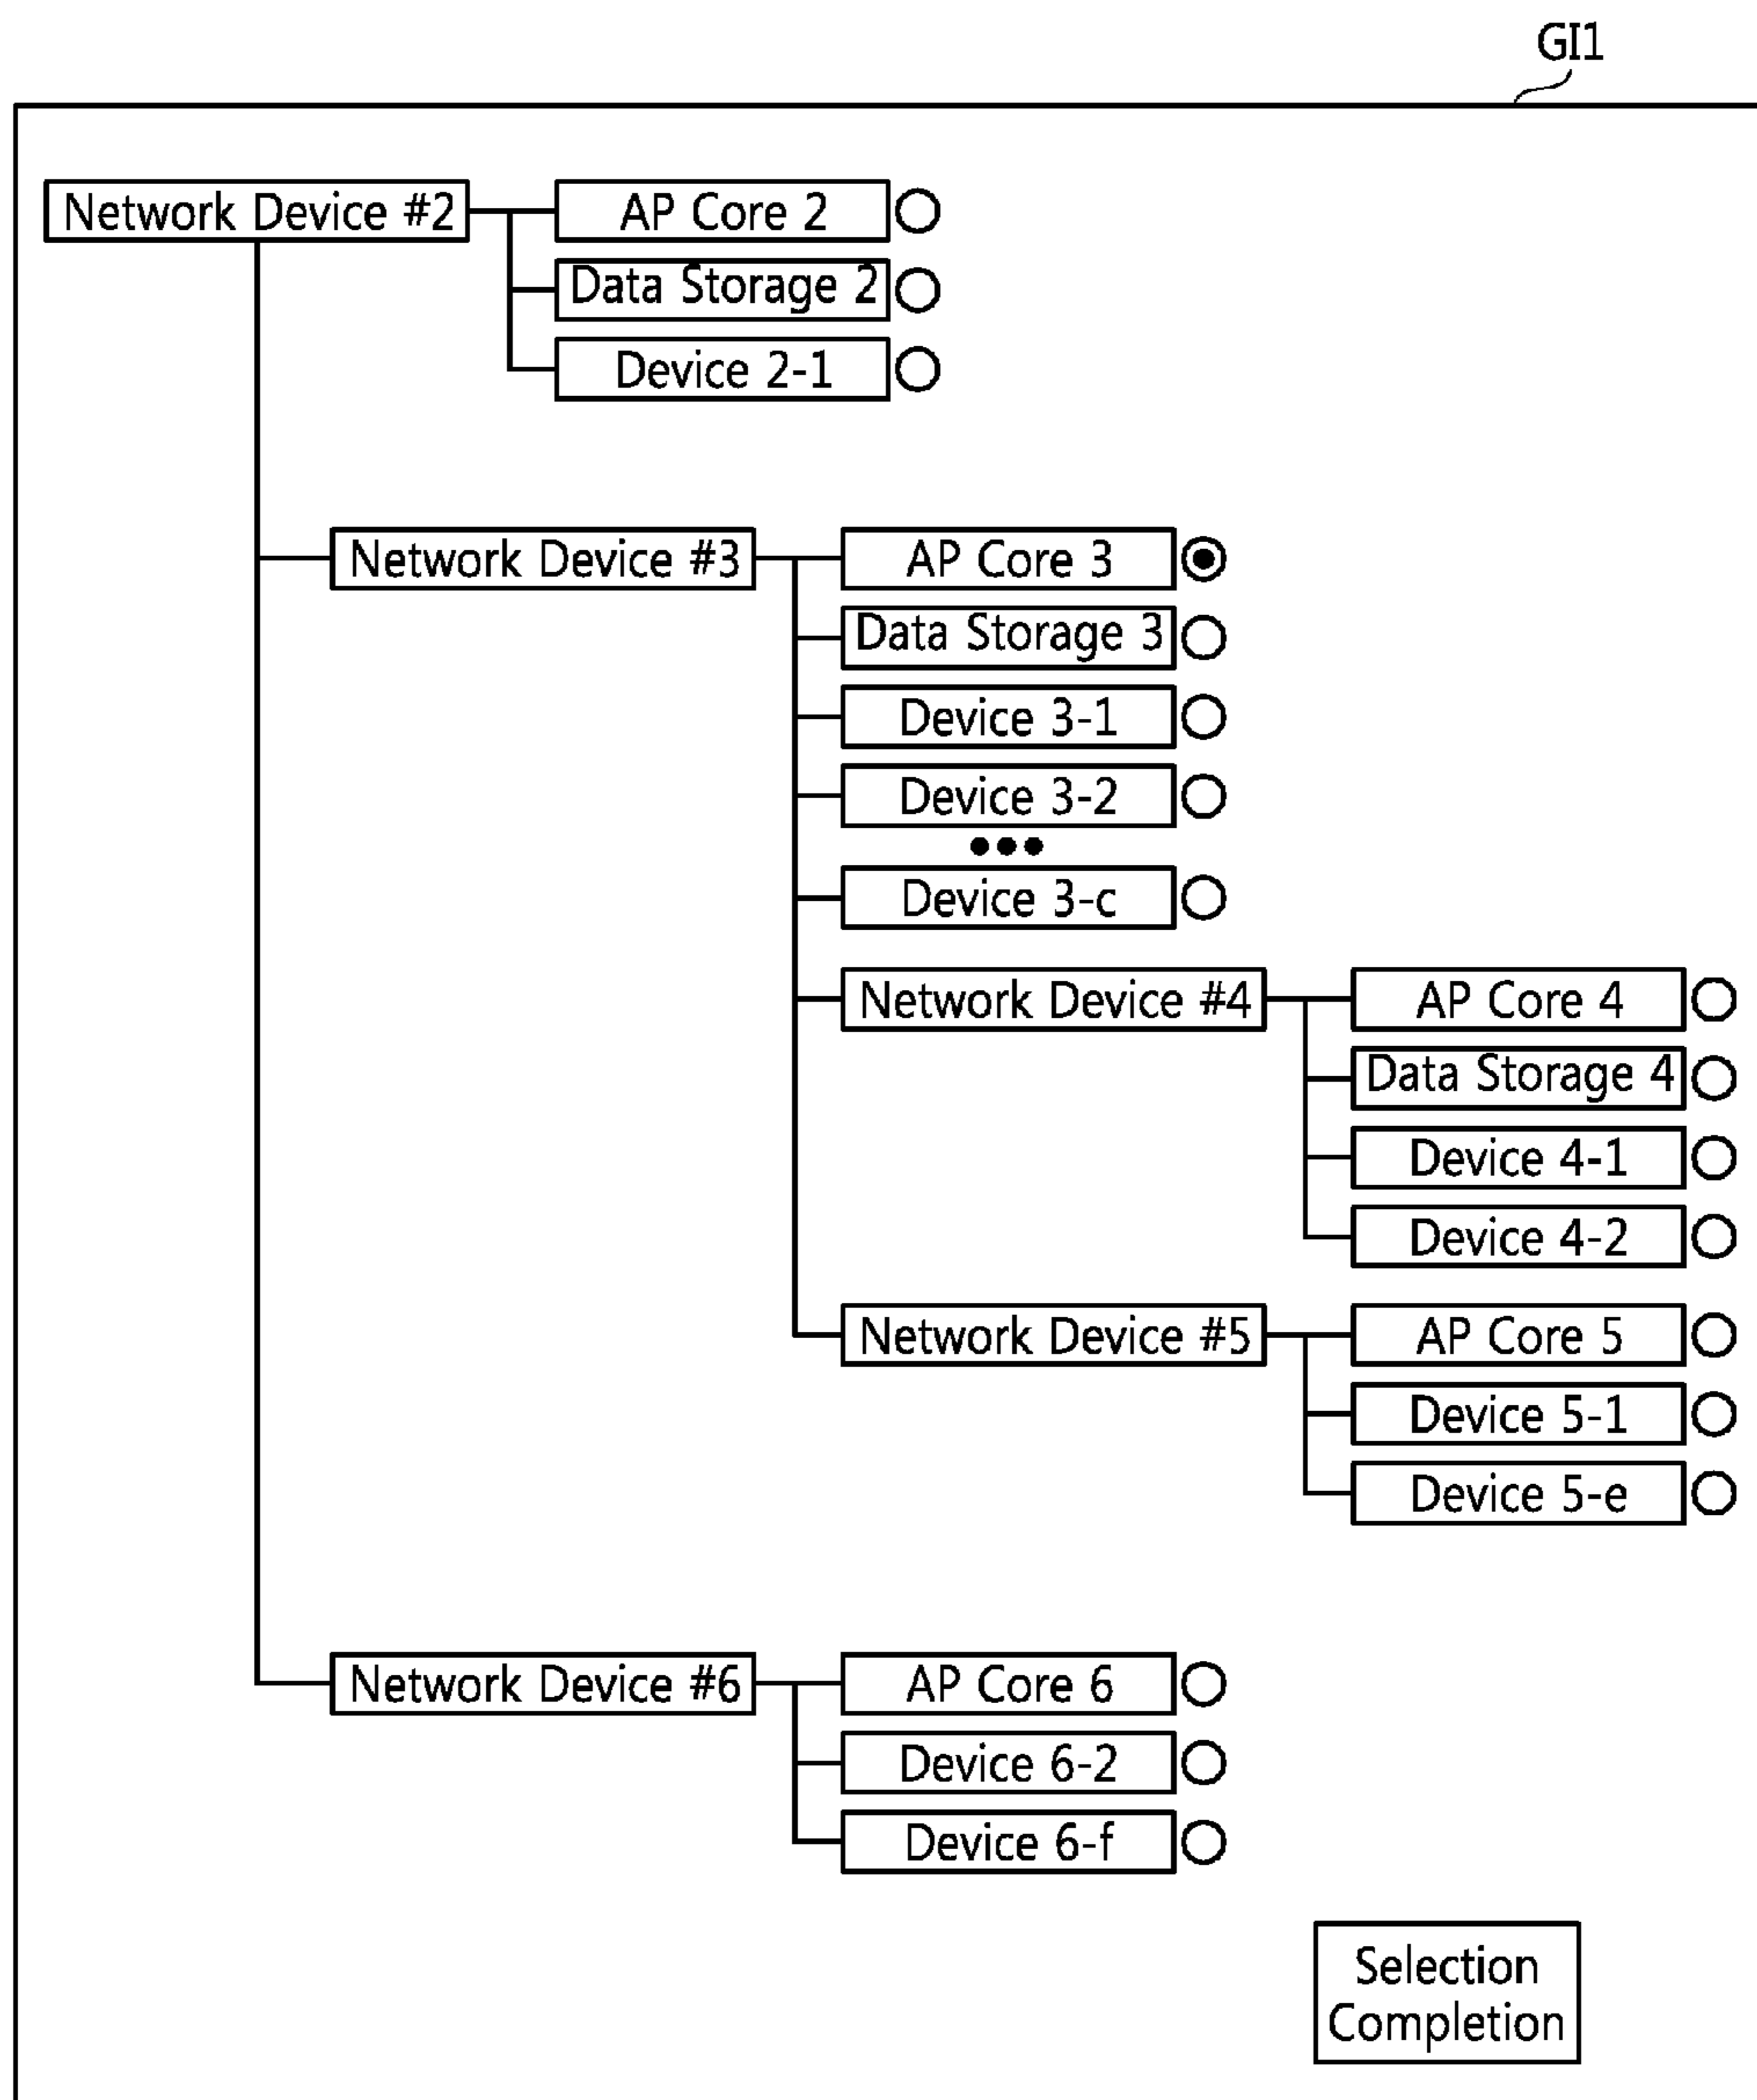 GI1
Network Device #2
AP Core 2
Data Storage 2
Device 2-1
Network Device #3
AP Core 3
Data Storage 3
Device 3-1
Device 3-2
•••
Device 3-c
Network Device #4
AP Core 4
Data Storage 4
Device 4-1
Device 4-2
Network Device #5
AP Core 5
Device 5-1
Device 5-e
Network Device #6
AP Core 6
Device 6-2
Device 6-f
Selection
Completion